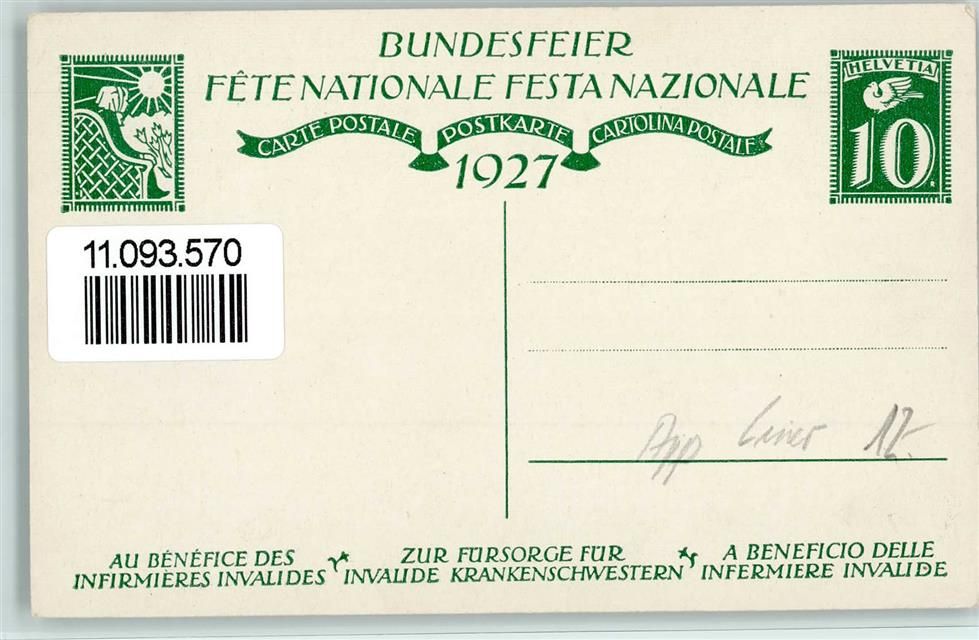 BUNDESFEIER
FÊTE NATIONALE FESTA NAZIONALE
CARTE POSTALE POSTKARTE CARTOLINA POSTALE
1927
HELVETIA
10
11.093.570
12.-
AU BÉNÉFICE DES
INFIRMIÈRES INVALIDES
ZUR FÜRSORGE FÜR
INVALIDE KRANKENSCHWESTERN
A BENEFICIO DELLE
INFERMIERE INVALIDE